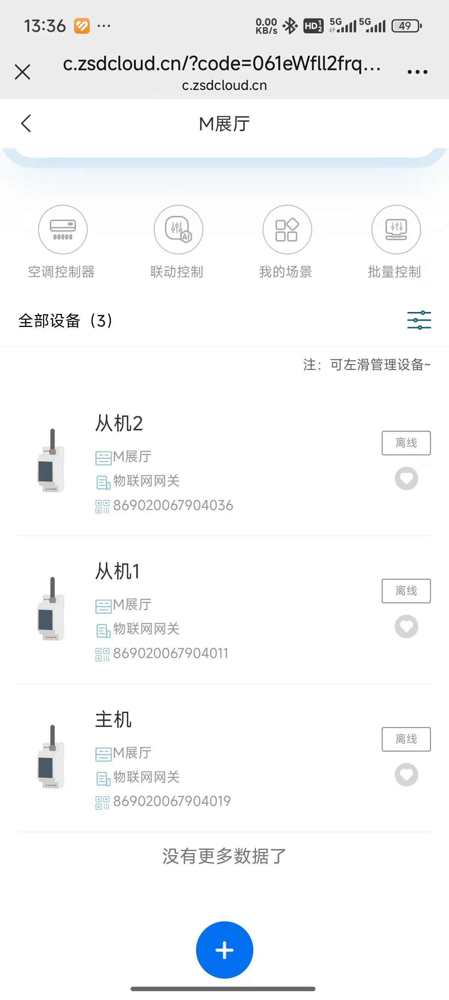 13:36 ... 0.00 KB/s HD 1 2 5G 5G 49
c.zsdcloud.cn/?code=061eWfll2frq...
c.zsdcloud.cn
M展厅
AI
空调控制器 联动控制 我的场景 批量控制
全部设备（3）
注：可左滑管理设备~
从机2
离线
M展厅
物联网网关
869020067904036
从机1
离线
M展厅
物联网网关
869020067904011
主机
离线
M展厅
物联网网关
869020067904019
没有更多数据了